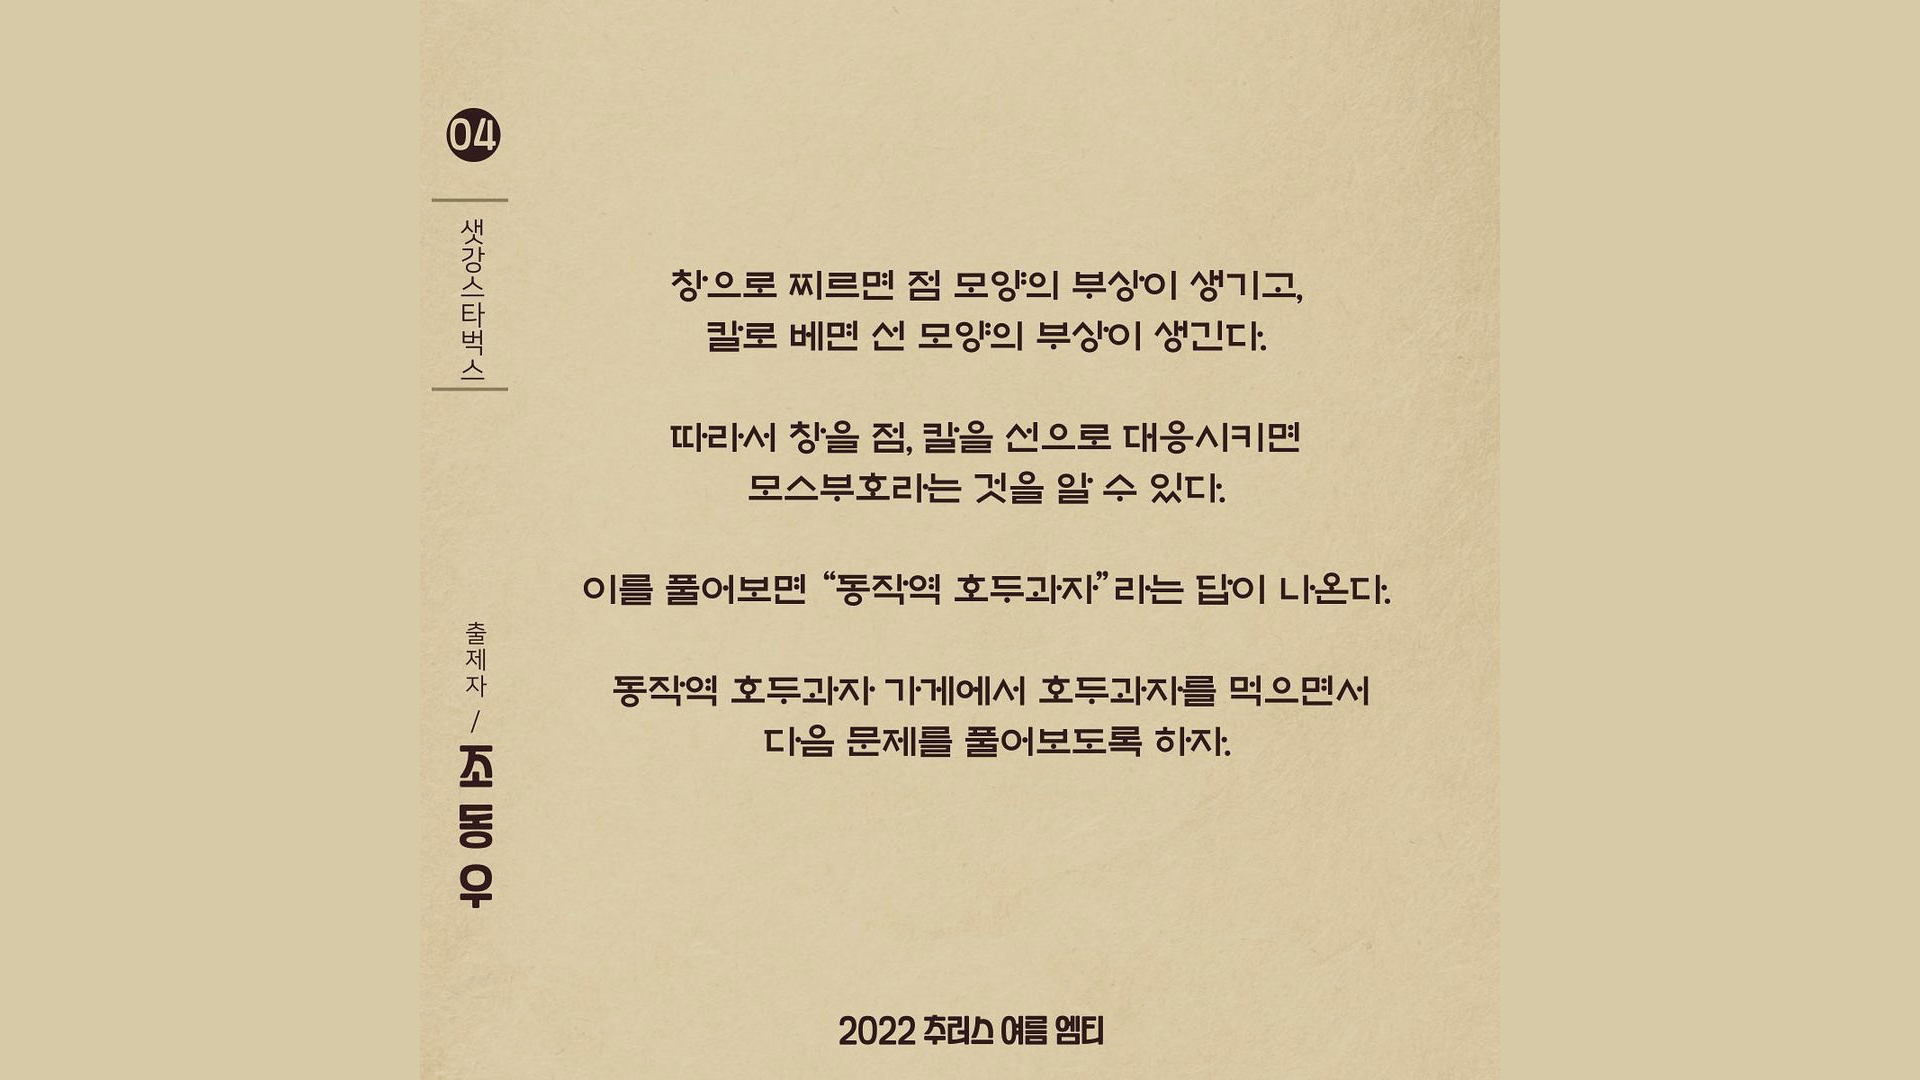 04
샛강스타벅스
출제자 / 조동우
창으로 찌르면 점 모양의 부상이 생기고,
칼로 베면 선 모양의 부상이 생긴다.
따라서 창을 점, 칼을 선으로 대응시키면
모스부호라는 것을 알 수 있다.
이를 풀어보면 “동작역 호두과자”라는 답이 나온다.
동작역 호두과자 가게에서 호두과자를 먹으면서
다음 문제를 풀어보도록 하자.
2022 추러스 여름 엠티